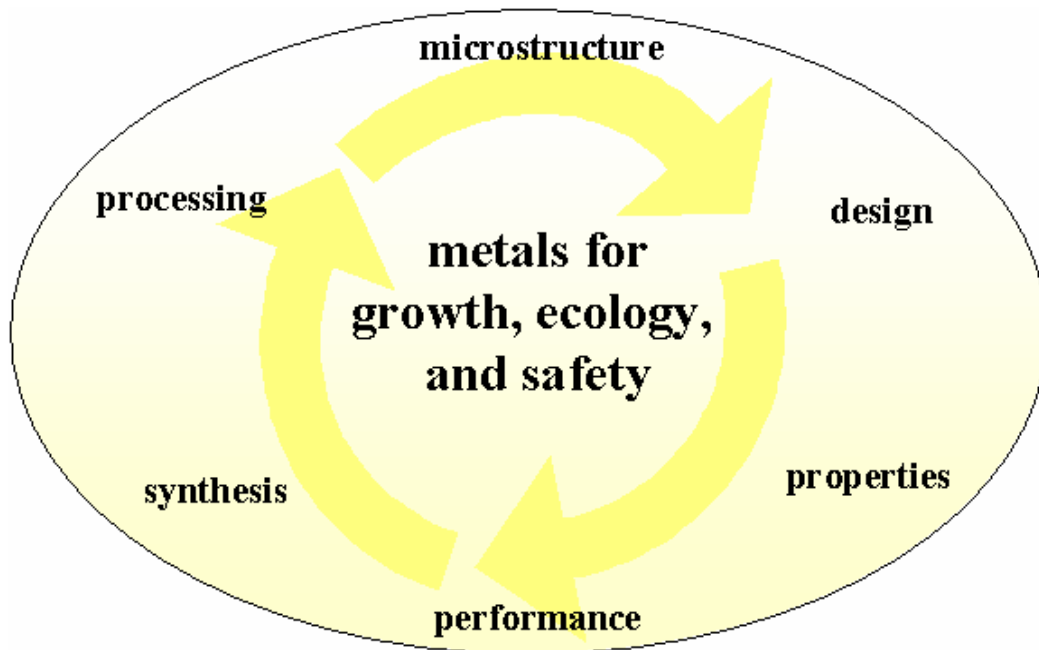 microstructure
processing
design
metals for
growth, ecology,
and safety
synthesis
properties
performance